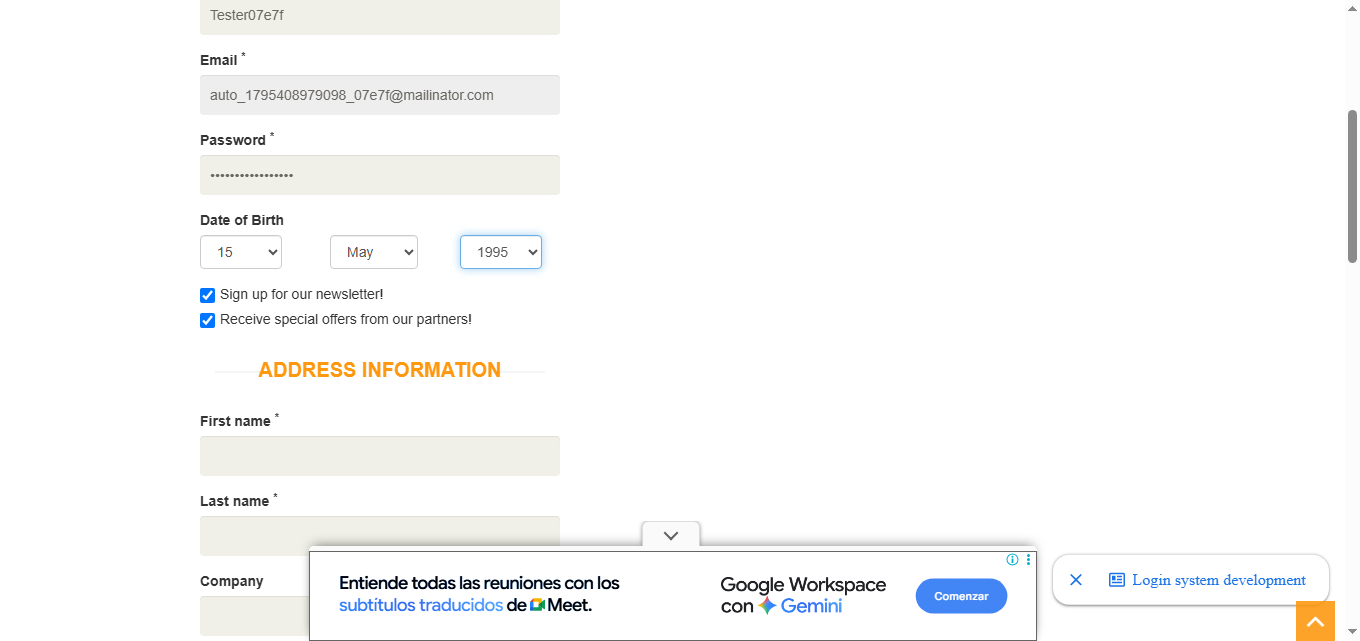 Tester07e7f
Email *
auto_1795408979098_07e7f@mailinator.com
Password *
•••••••••••••••••
Date of Birth
15 May 1995
Sign up for our newsletter!
Receive special offers from our partners!
ADDRESS INFORMATION
First name *
Last name *
Company
Entiende todas las reuniones con los
subtítulos traducidos de Meet.
Google Workspace
con Gemini
Comenzar
Login system development